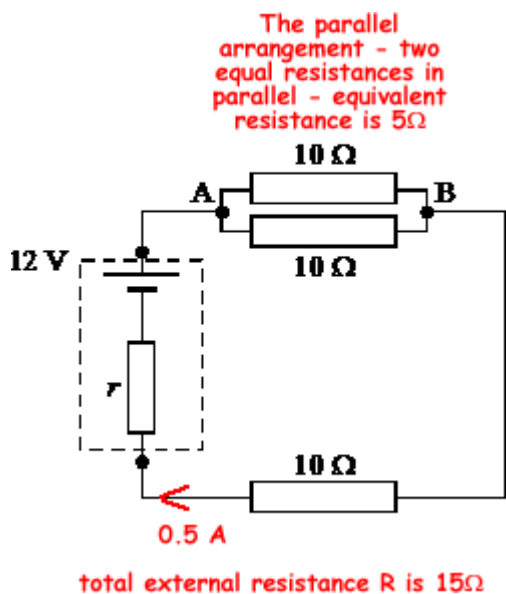 The parallel
arrangement - two
equal resistances in
parallel - equivalent
resistance is 5Ω
10 Ω
A
B
10 Ω
12 V
r
10 Ω
0.5 A
total external resistance R is 15Ω